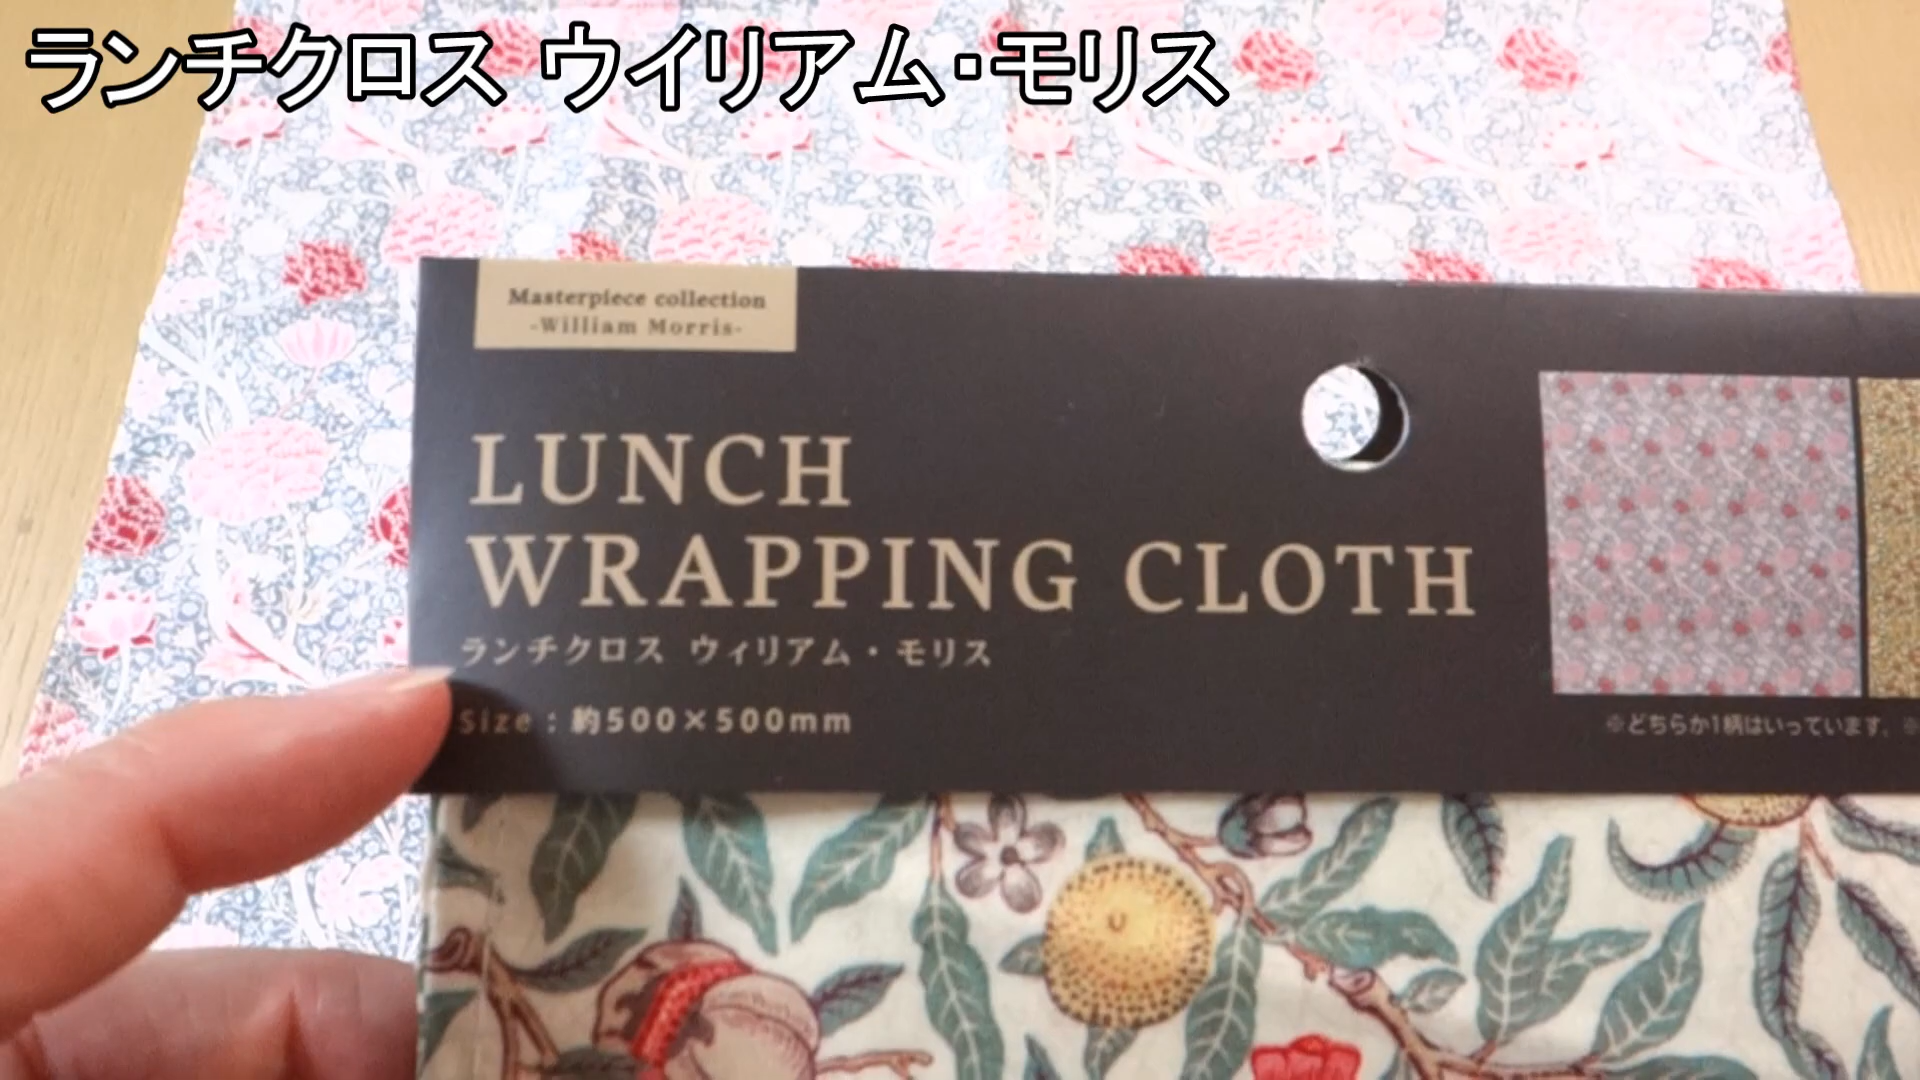 ランチクロス ウイリアム・モリス
Masterpiece collection
-William Morris-
LUNCH
WRAPPING CLOTH
ランチクロス ウィリアム・モリス
Size：約500×500mm
※どちらか1柄はいっています。※